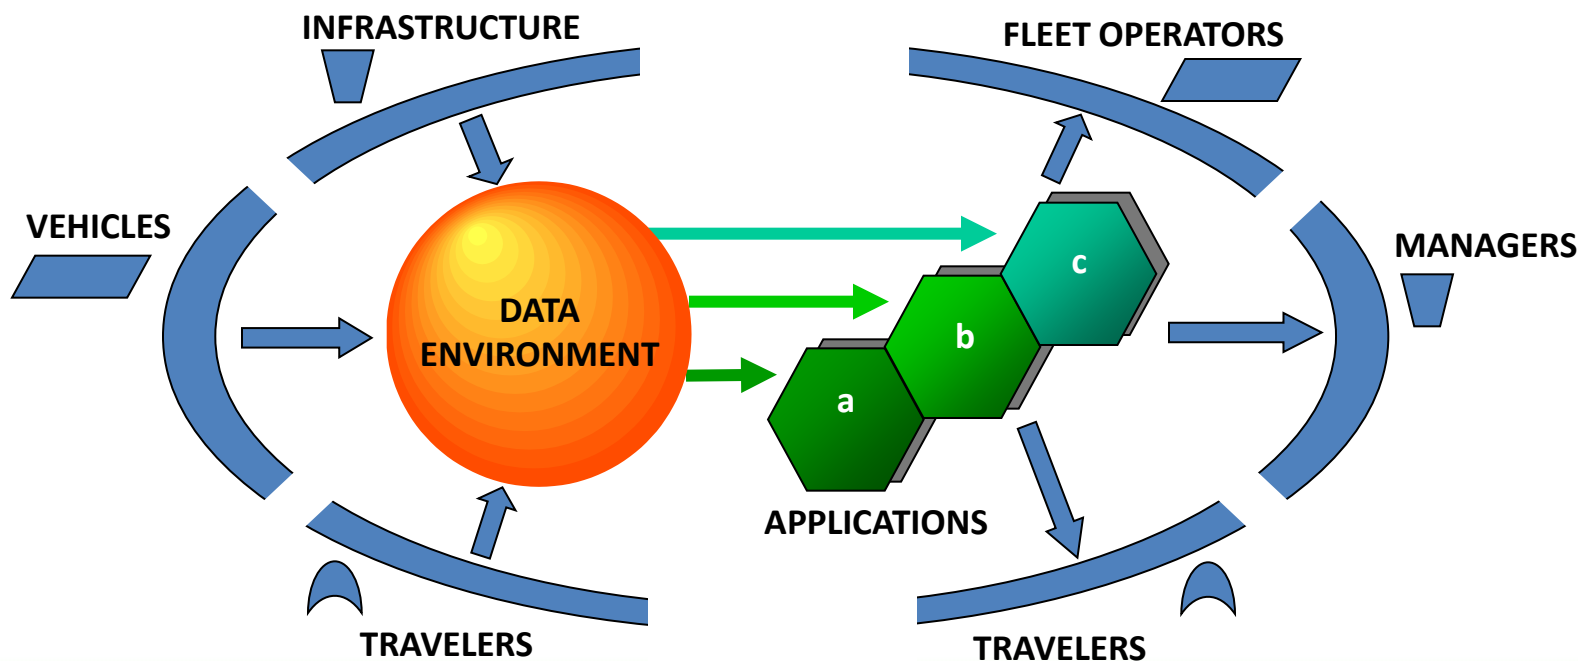 INFRASTRUCTURE
FLEET OPERATORS
VEHICLES
MANAGERS
DATA
ENVIRONMENT
c
b
a
APPLICATIONS
TRAVELERS
TRAVELERS